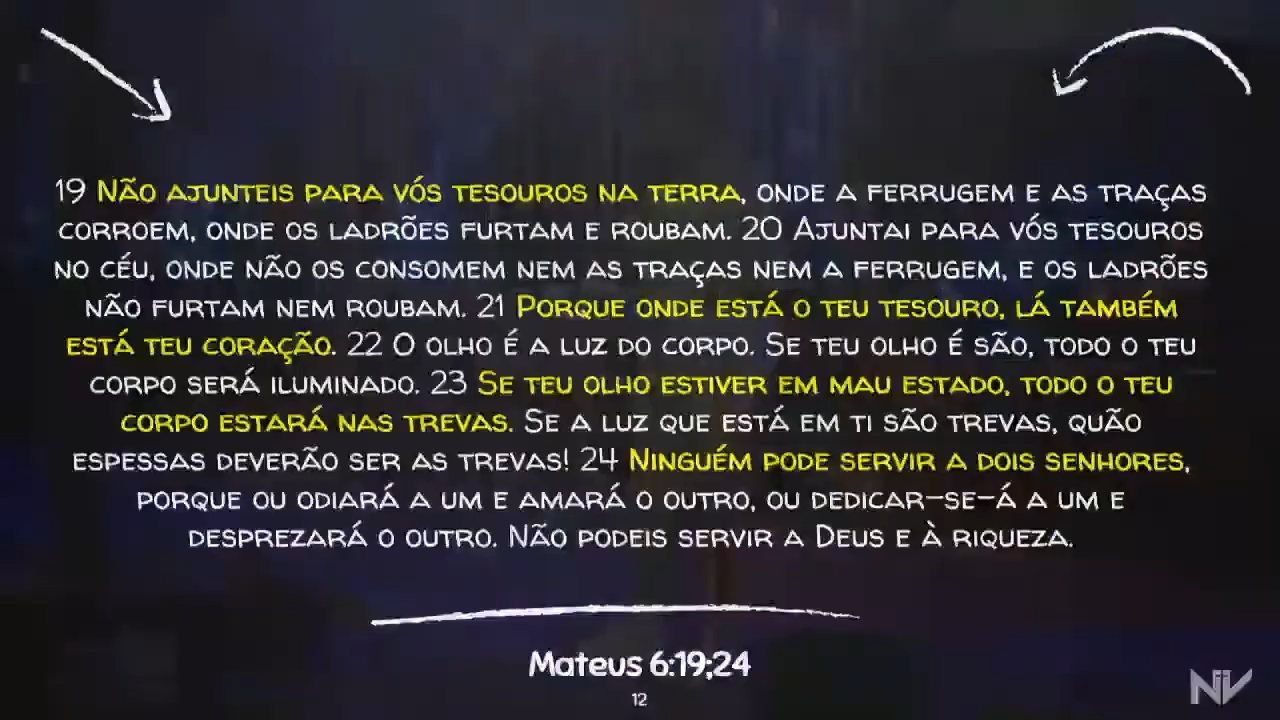 19 Não ajunteis para vós tesouros na terra, onde a ferrugem e as traças
corroem, onde os ladrões furtam e roubam. 20 Ajuntai para vós tesouros
no céu, onde não os consomem nem as traças nem a ferrugem, e os ladrões
não furtam nem roubam. 21 Porque onde está o teu tesouro, lá também
está teu coração. 22 O olho é a luz do corpo. Se teu olho é são, todo o teu
corpo será iluminado. 23 Se teu olho estiver em mau estado, todo o teu
corpo estará nas trevas. Se a luz que está em ti são trevas, quão
espessas deverão ser as trevas! 24 Ninguém pode servir a dois senhores,
porque ou odiará a um e amará o outro, ou dedicar-se-á a um e
desprezará o outro. Não podeis servir a Deus e à riqueza.
Mateus 6:19;24
12
NV